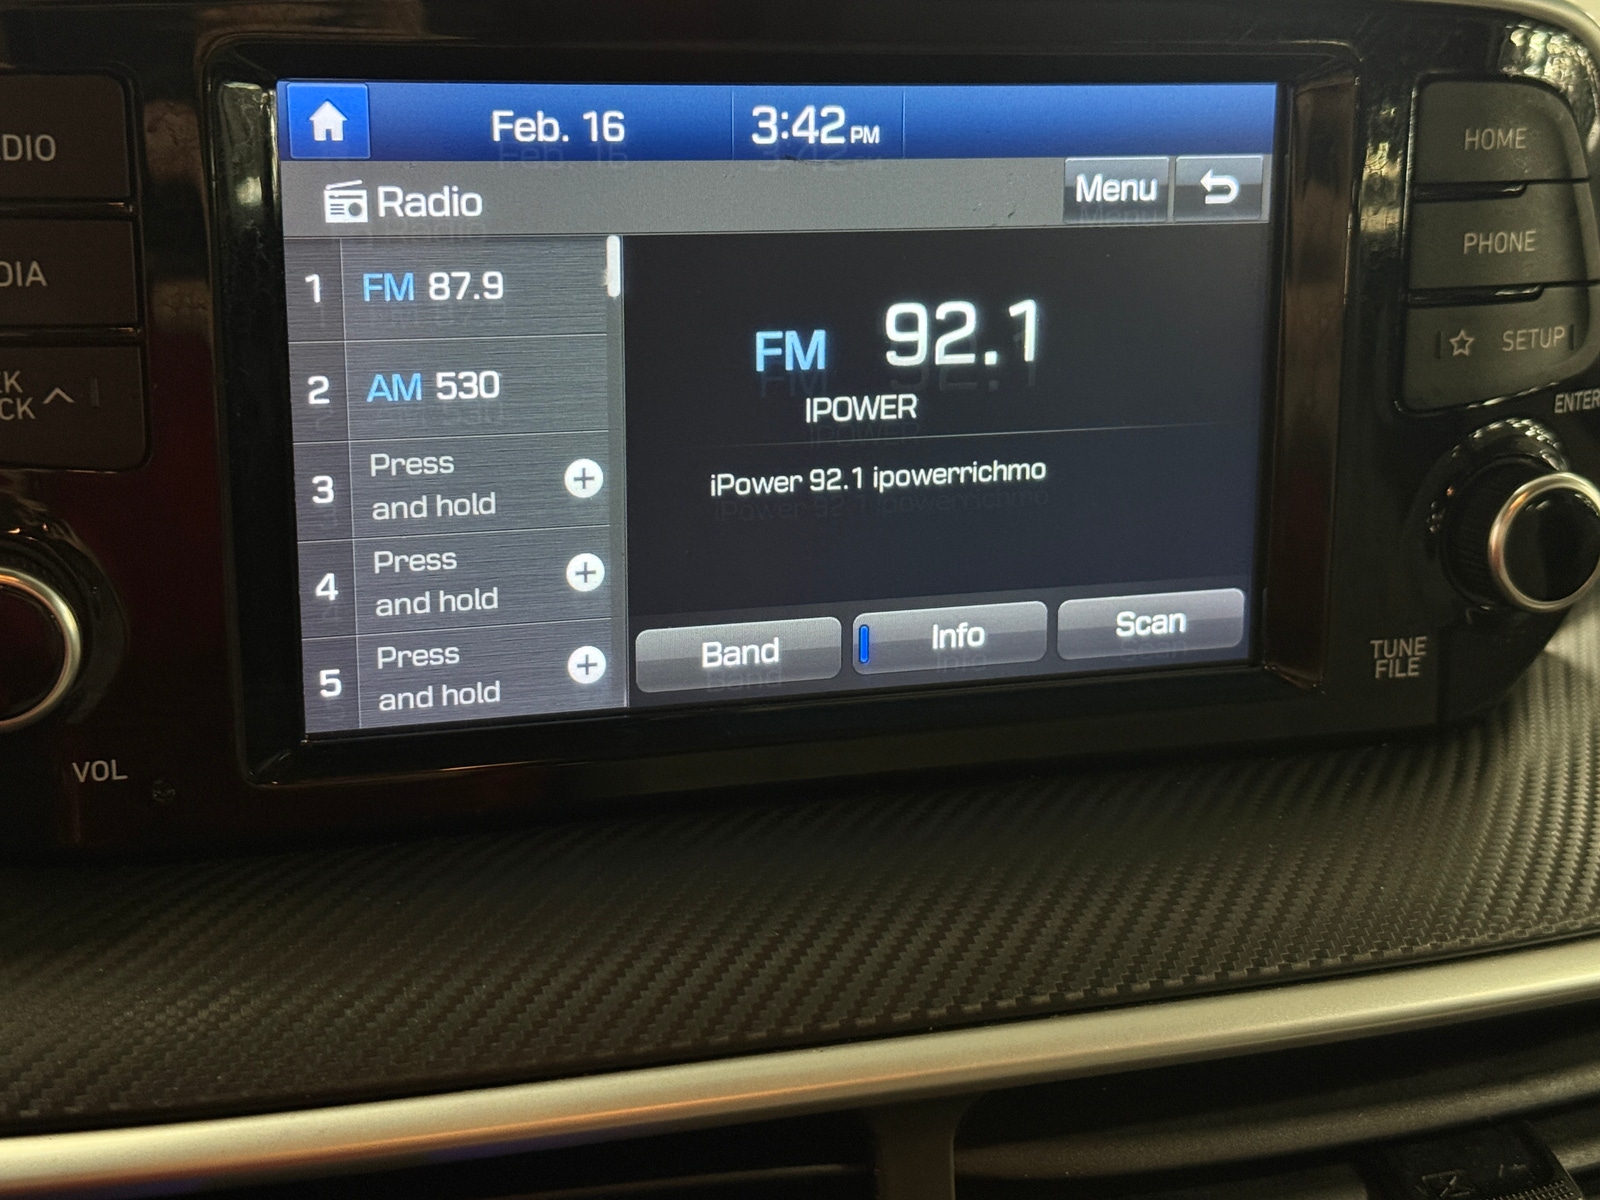 Feb. 16
3:42 PM
Radio
Menu
1 FM 87.9
2 AM 530
3 Press
and hold
4 Press
and hold
5 Press
and hold
FM 92.1
IPOWER
iPower 92.1 ipowerrichmo
Band
Info
Scan
DIO
DIA
CK
VOL
HOME
PHONE
SETUP
ENTER
TUNE
FILE